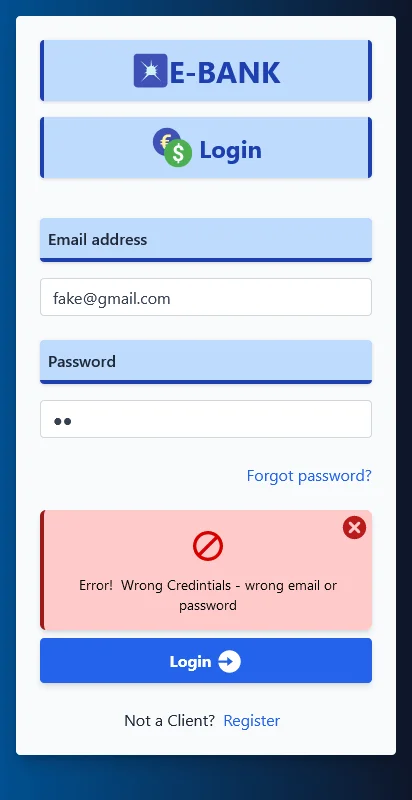 E-BANK
Login
Email address
fake@gmail.com
Password
Forgot password?
Error! Wrong Credintials - wrong email or
password
Login
Not a Client? Register